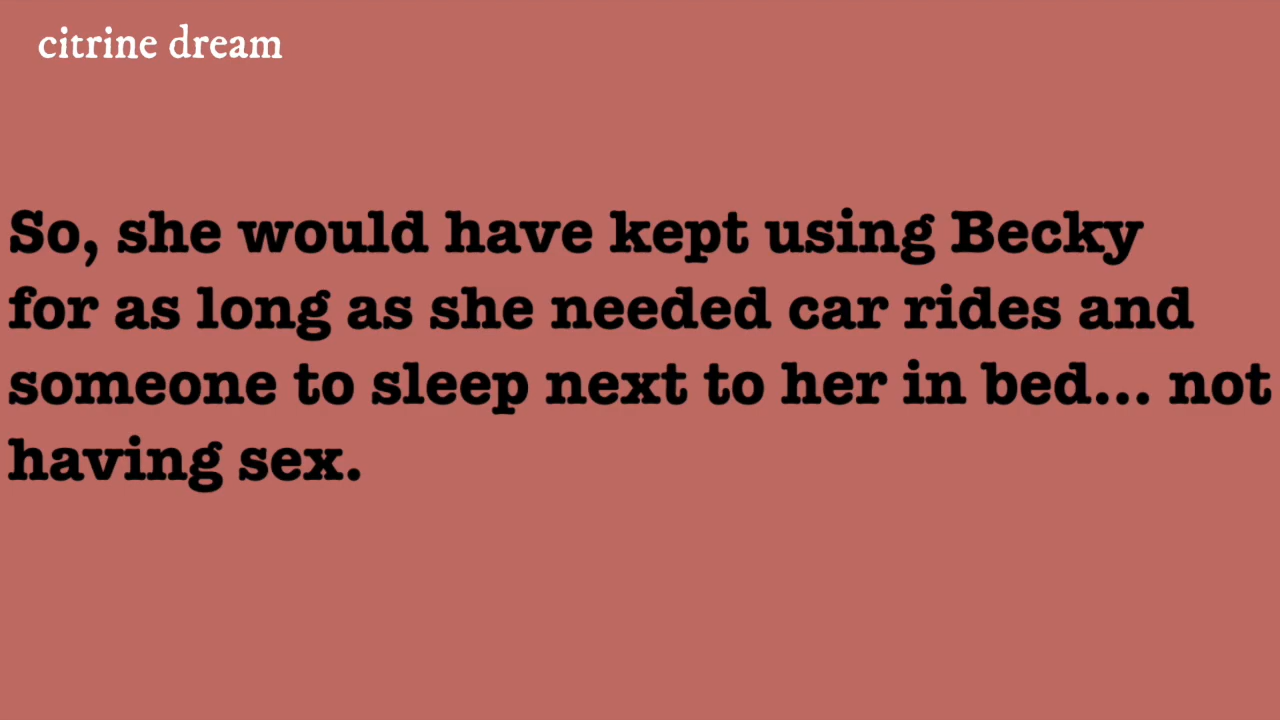 citrine dream
So, she would have kept using Becky
for as long as she needed car rides and
someone to sleep next to her in bed... not
having sex.